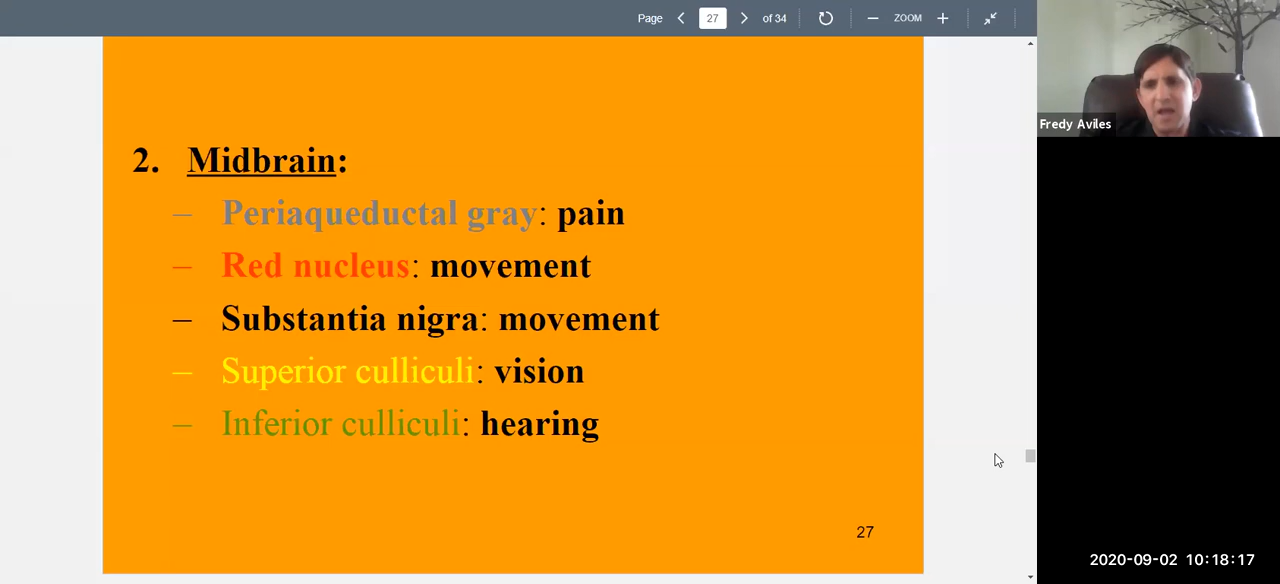 Page 27 of 34 ZOOM
2. Midbrain:
– Periaqueductal gray: pain
– Red nucleus: movement
– Substantia nigra: movement
– Superior culliculi: vision
– Inferior culliculi: hearing
27
Fredy Aviles
2020-09-02 10:18:17